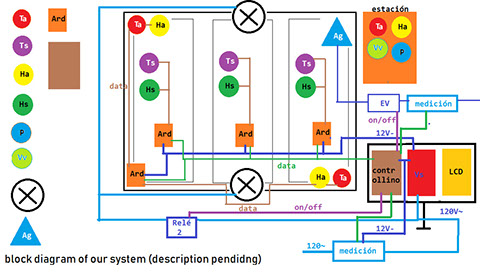 Ta
Ard
Ts
Ha
Hs
P
Vv
Ag
Ta
Ha
data
Ts
Hs
Ard
Ts
Hs
Ard
Ts
Hs
Ard
Ard
data
Ha
Ta
data
Ag
estación
Ta
Ha
Vv
P
EV
medición
on/off
12V-
contr
ollino
LCD
on/off
Relé
2
12V-
120V~
120~
medición
block diagram of our system (description pendidng)